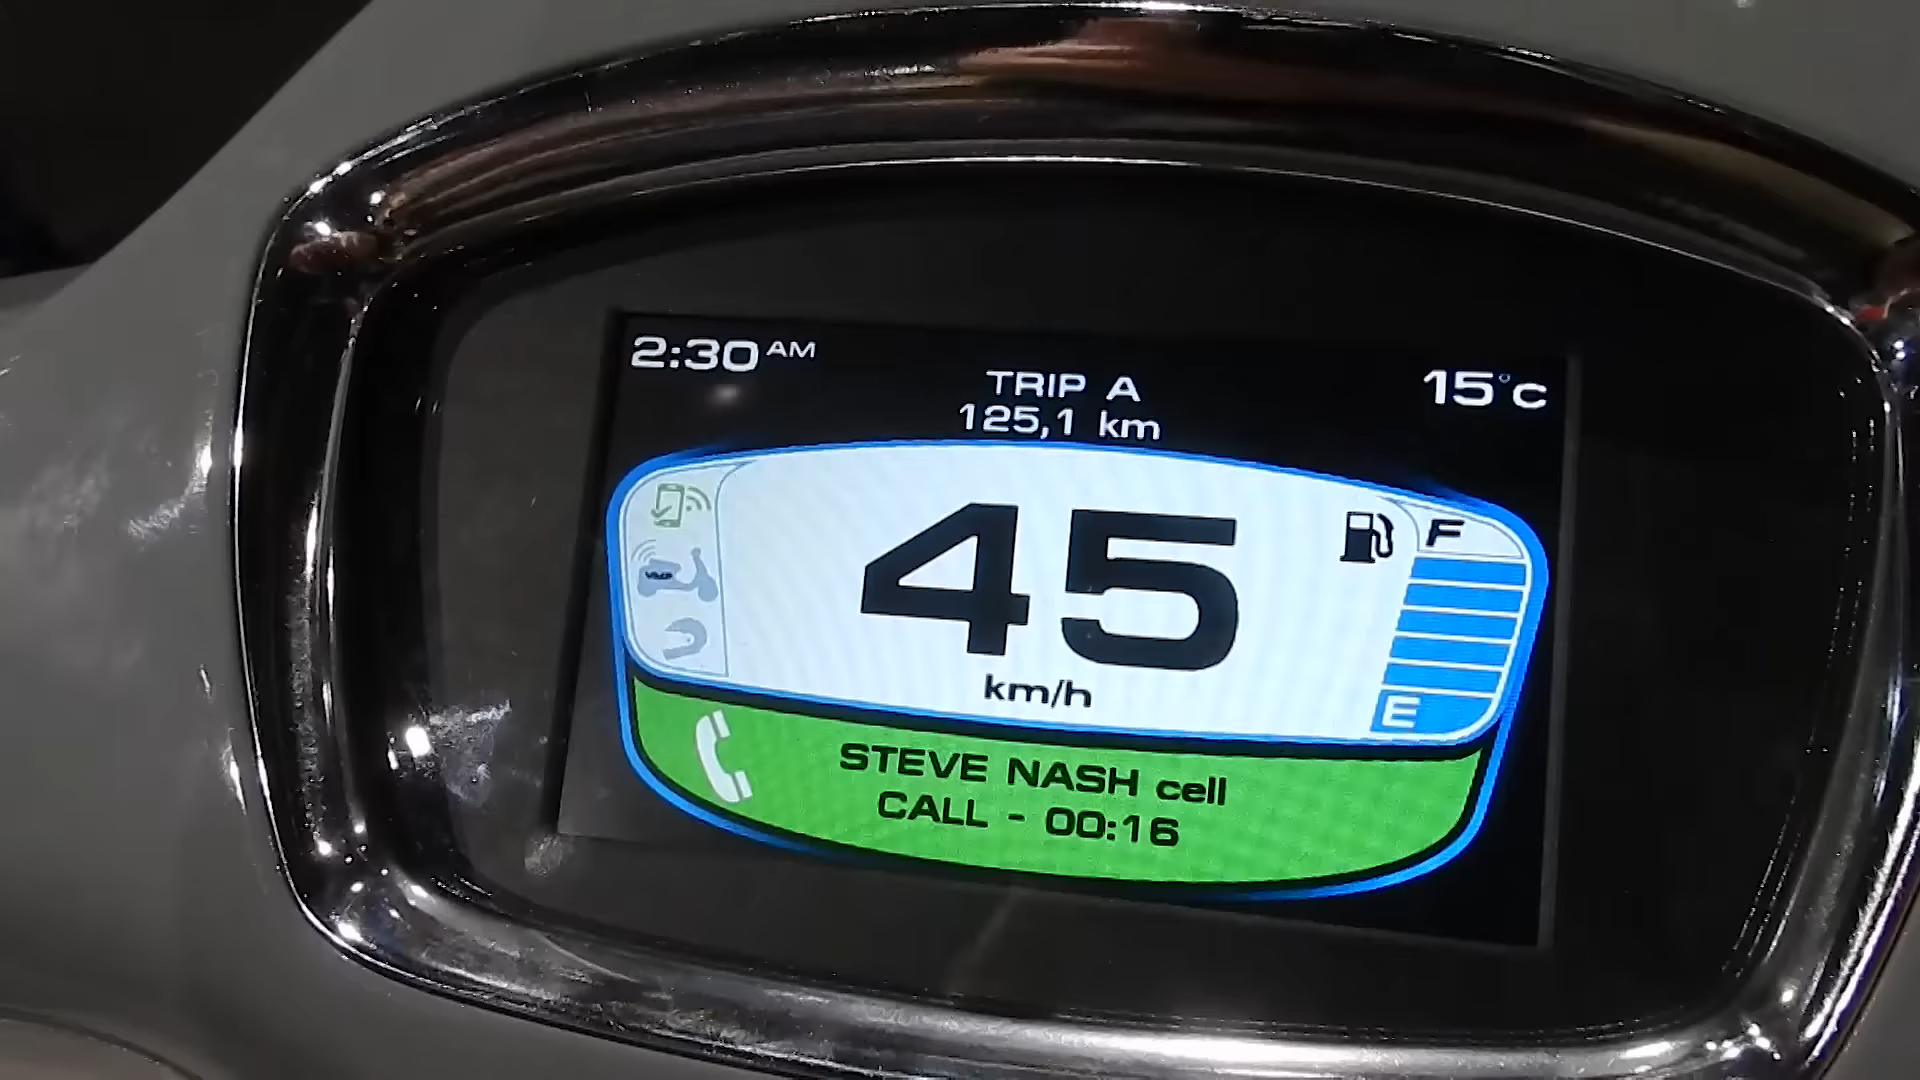 2:30 AM
TRIP A
125,1 km
15°C
45
km/h
F
E
STEVE NASH cell
CALL - 00:16